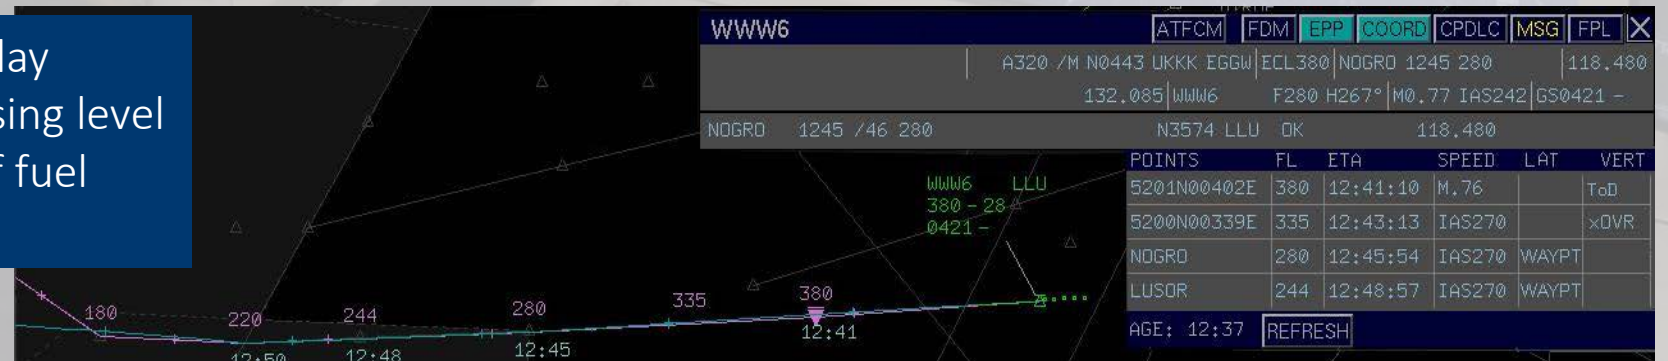 lay
sing level
f fuel
WWW6 ATFCM FDM EPP COORD CPDLC MSG FPL X
A320 /M N0443 UKKK EGGW ECL380 NOGRO 1245 280 118.480
132.085 WWW6 F280 H267° M0.77 IAS242 GS0421 -
NOGRO 1245 /46 280 N3574 LLU OK 118.480
POINTS FL ETA SPEED LAT VERT
5201N00402E 380 12:41:10 M.76 ToD
5200N00339E 335 12:43:13 IAS270 xOVR
NOGRO 280 12:45:54 IAS270 WAYPT
LUSOR 244 12:48:57 IAS270 WAYPT
AGE: 12:37 REFRESH
WWW6 LLU
380 - 28
0421 -
180 220 244 280 335 380
12:50 12:48 12:45 12:41